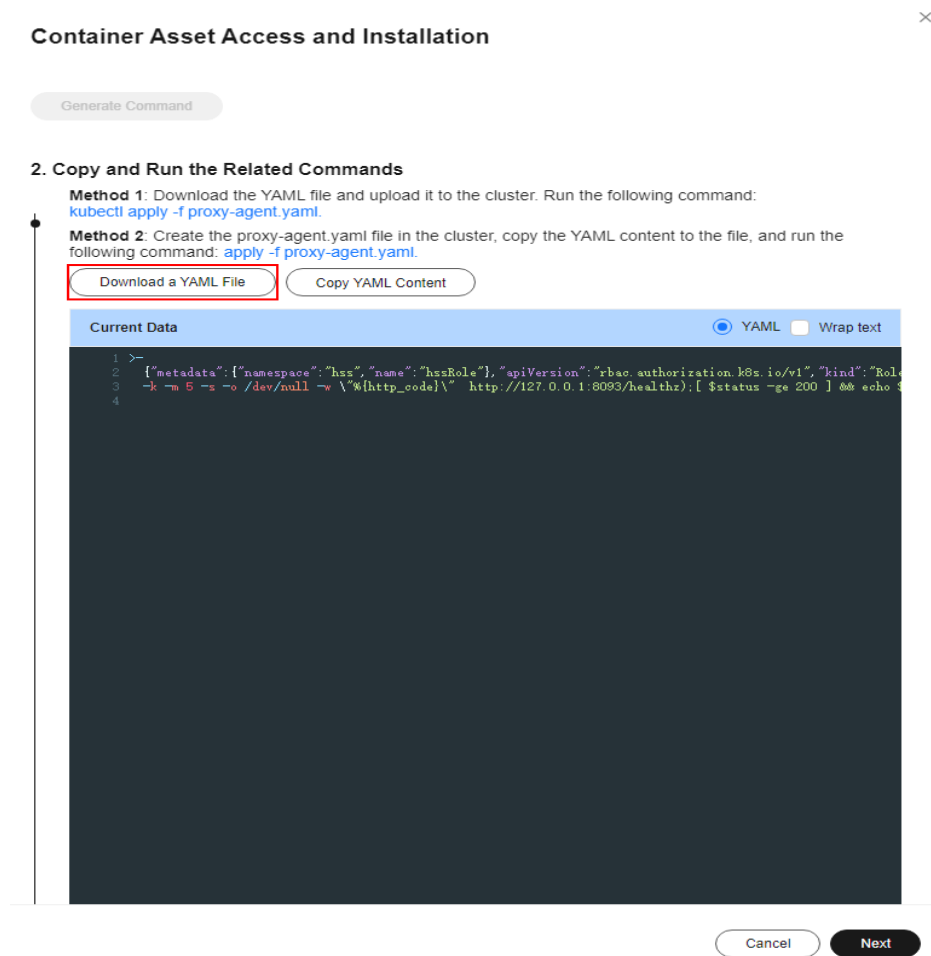 Container Asset Access and Installation
Generate Command
2. Copy and Run the Related Commands
Method 1: Download the YAML file and upload it to the cluster. Run the following command:
kubectl apply -f proxy-agent.yaml.
Method 2: Create the proxy-agent.yaml file in the cluster, copy the YAML content to the file, and run the
following command: apply -f proxy-agent.yaml.
Download a YAML File Copy YAML Content
Current Data YAML Wrap text
1 >-
2 {"metadata":{"namespace":"hss","name":"hssRole"},"apiVersion":"rbac.authorization.k8s.io/v1","kind":"Role
3 -k -m 5 -s -o /dev/null -w \"%{http_code}\" http://127.0.0.1:8093/healthz);[ $status -ge 200 ] && echo $
4
Cancel Next